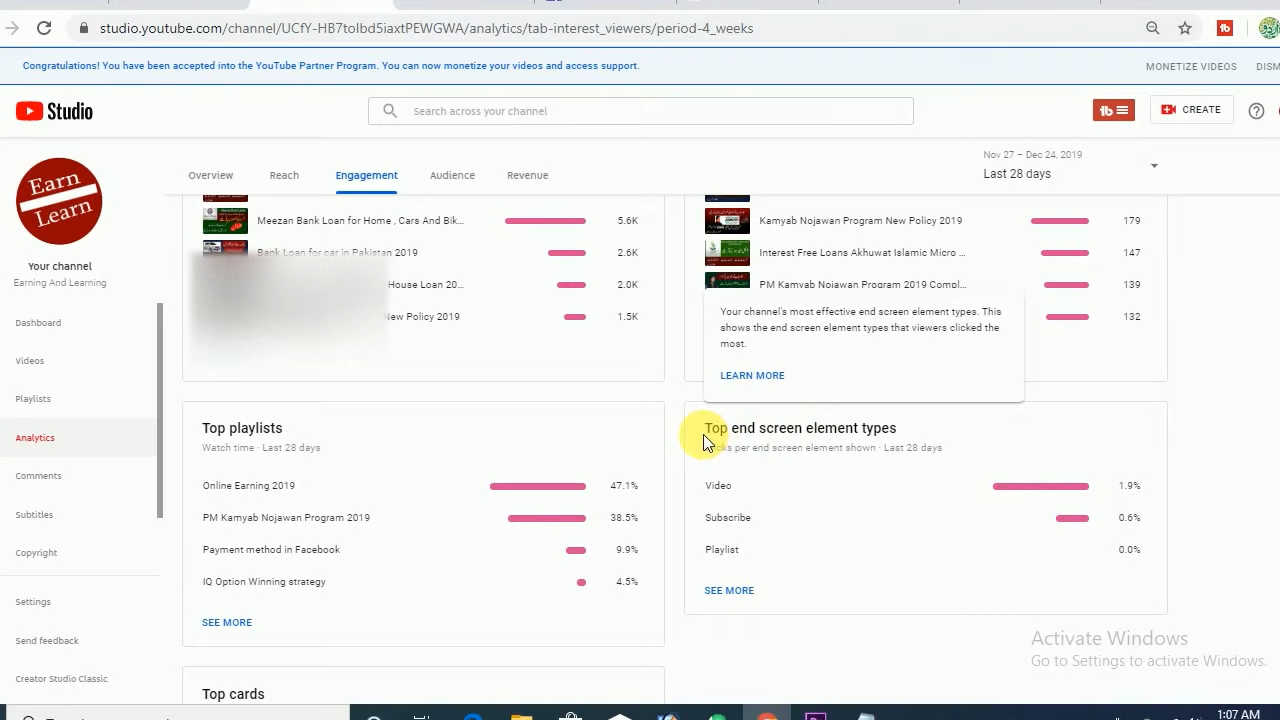 studio.youtube.com/channel/UCfY-HB7toIbd5iaxtPEWGWA/analytics/tab-interest_viewers/period-4_weeks
Congratulations! You have been accepted into the YouTube Partner Program. You can now monetize your videos and access support.
MONETIZE VIDEOS
DISM
Studio
Search across your channel
CREATE
Earn
Learn
Your channel
Earning And Learning
Dashboard
Videos
Playlists
Analytics
Comments
Subtitles
Copyright
Settings
Send feedback
Creator Studio Classic
Overview
Reach
Engagement
Audience
Revenue
Nov 27 – Dec 24, 2019
Last 28 days
Meezan Bank Loan for Home , Cars And Bik... 5.6K
Bank Loan for car in Pakistan 2019 2.6K
House Loan 20... 2.0K
New Policy 2019 1.5K
Kamyab Nojawan Program New Policy 2019 179
Interest Free Loans Akhuwat Islamic Micro ... 147
PM Kamyab Nojawan Program 2019 Compl... 139
132
Your channel's most effective end screen element types. This
shows the end screen element types that viewers clicked the
most.
LEARN MORE
Top playlists
Watch time · Last 28 days
Online Earning 2019 47.1%
PM Kamyab Nojawan Program 2019 38.5%
Payment method in Facebook 9.9%
IQ Option Winning strategy 4.5%
SEE MORE
Top end screen element types
per end screen element shown · Last 28 days
Video 1.9%
Subscribe 0.6%
Playlist 0.0%
SEE MORE
Top cards
Activate Windows
Go to Settings to activate Windows.
1:07 AM